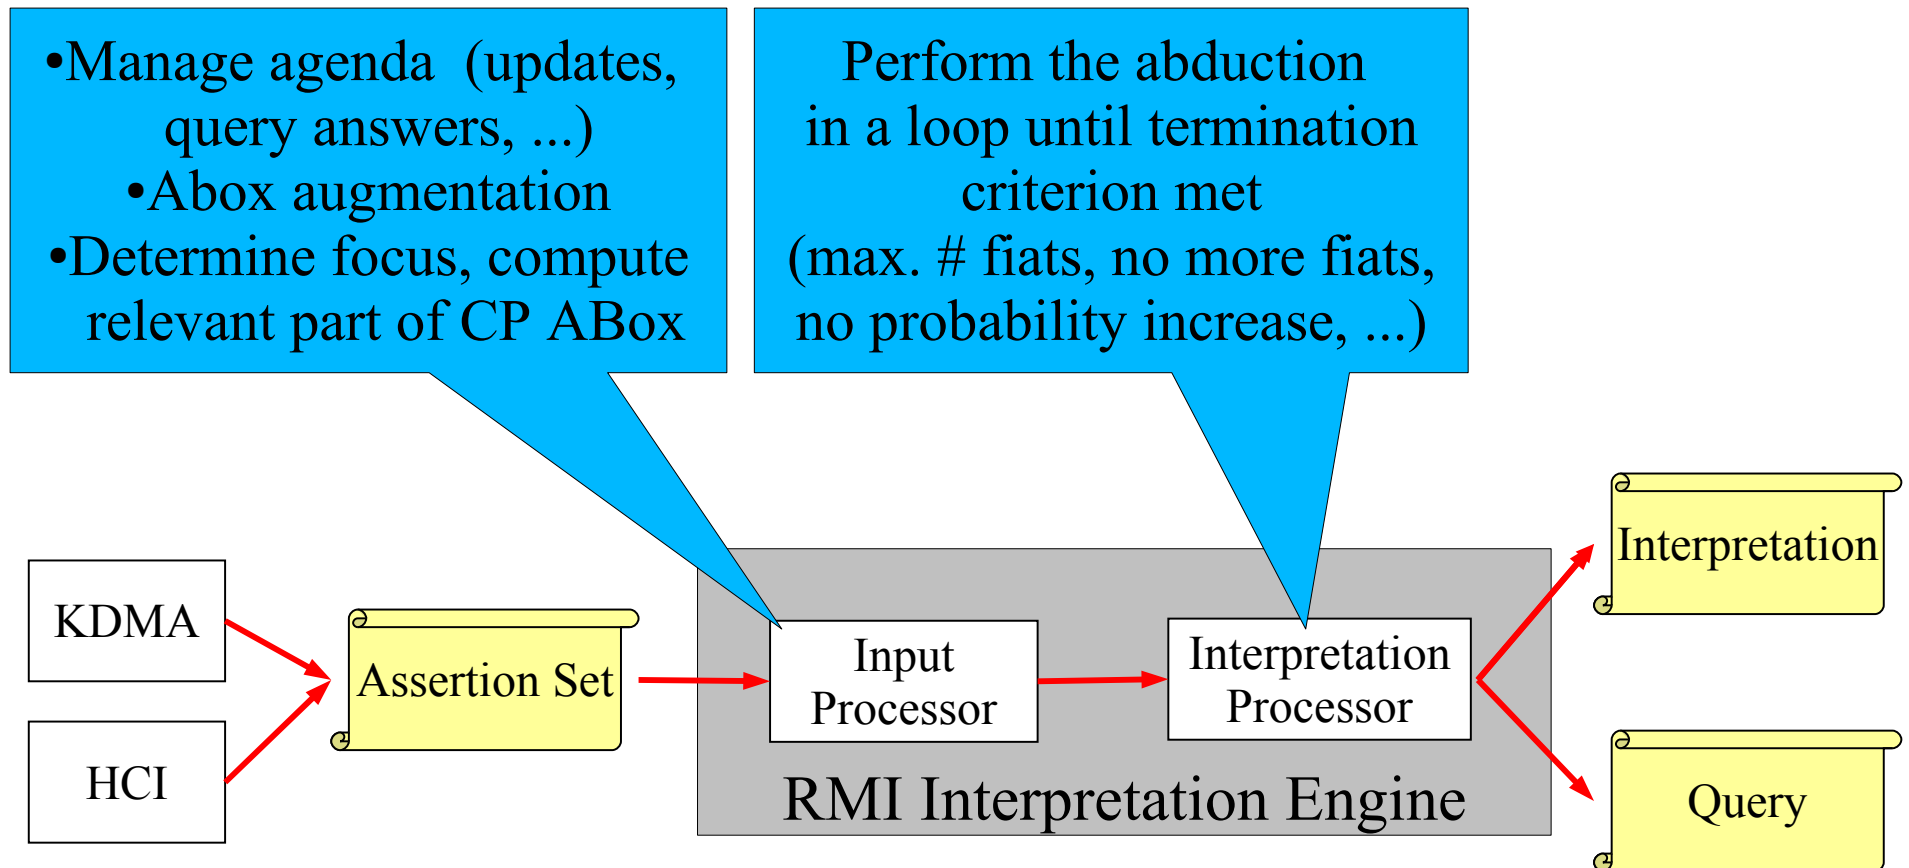 •Manage agenda (updates,
query answers, ...)
•Abox augmentation
•Determine focus, compute
relevant part of CP ABox
Perform the abduction
in a loop until termination
criterion met
(max. # fiats, no more fiats,
no probability increase, ...)
KDMA
HCI
Assertion Set
Input
Processor
Interpretation
Processor
RMI Interpretation Engine
Interpretation
Query